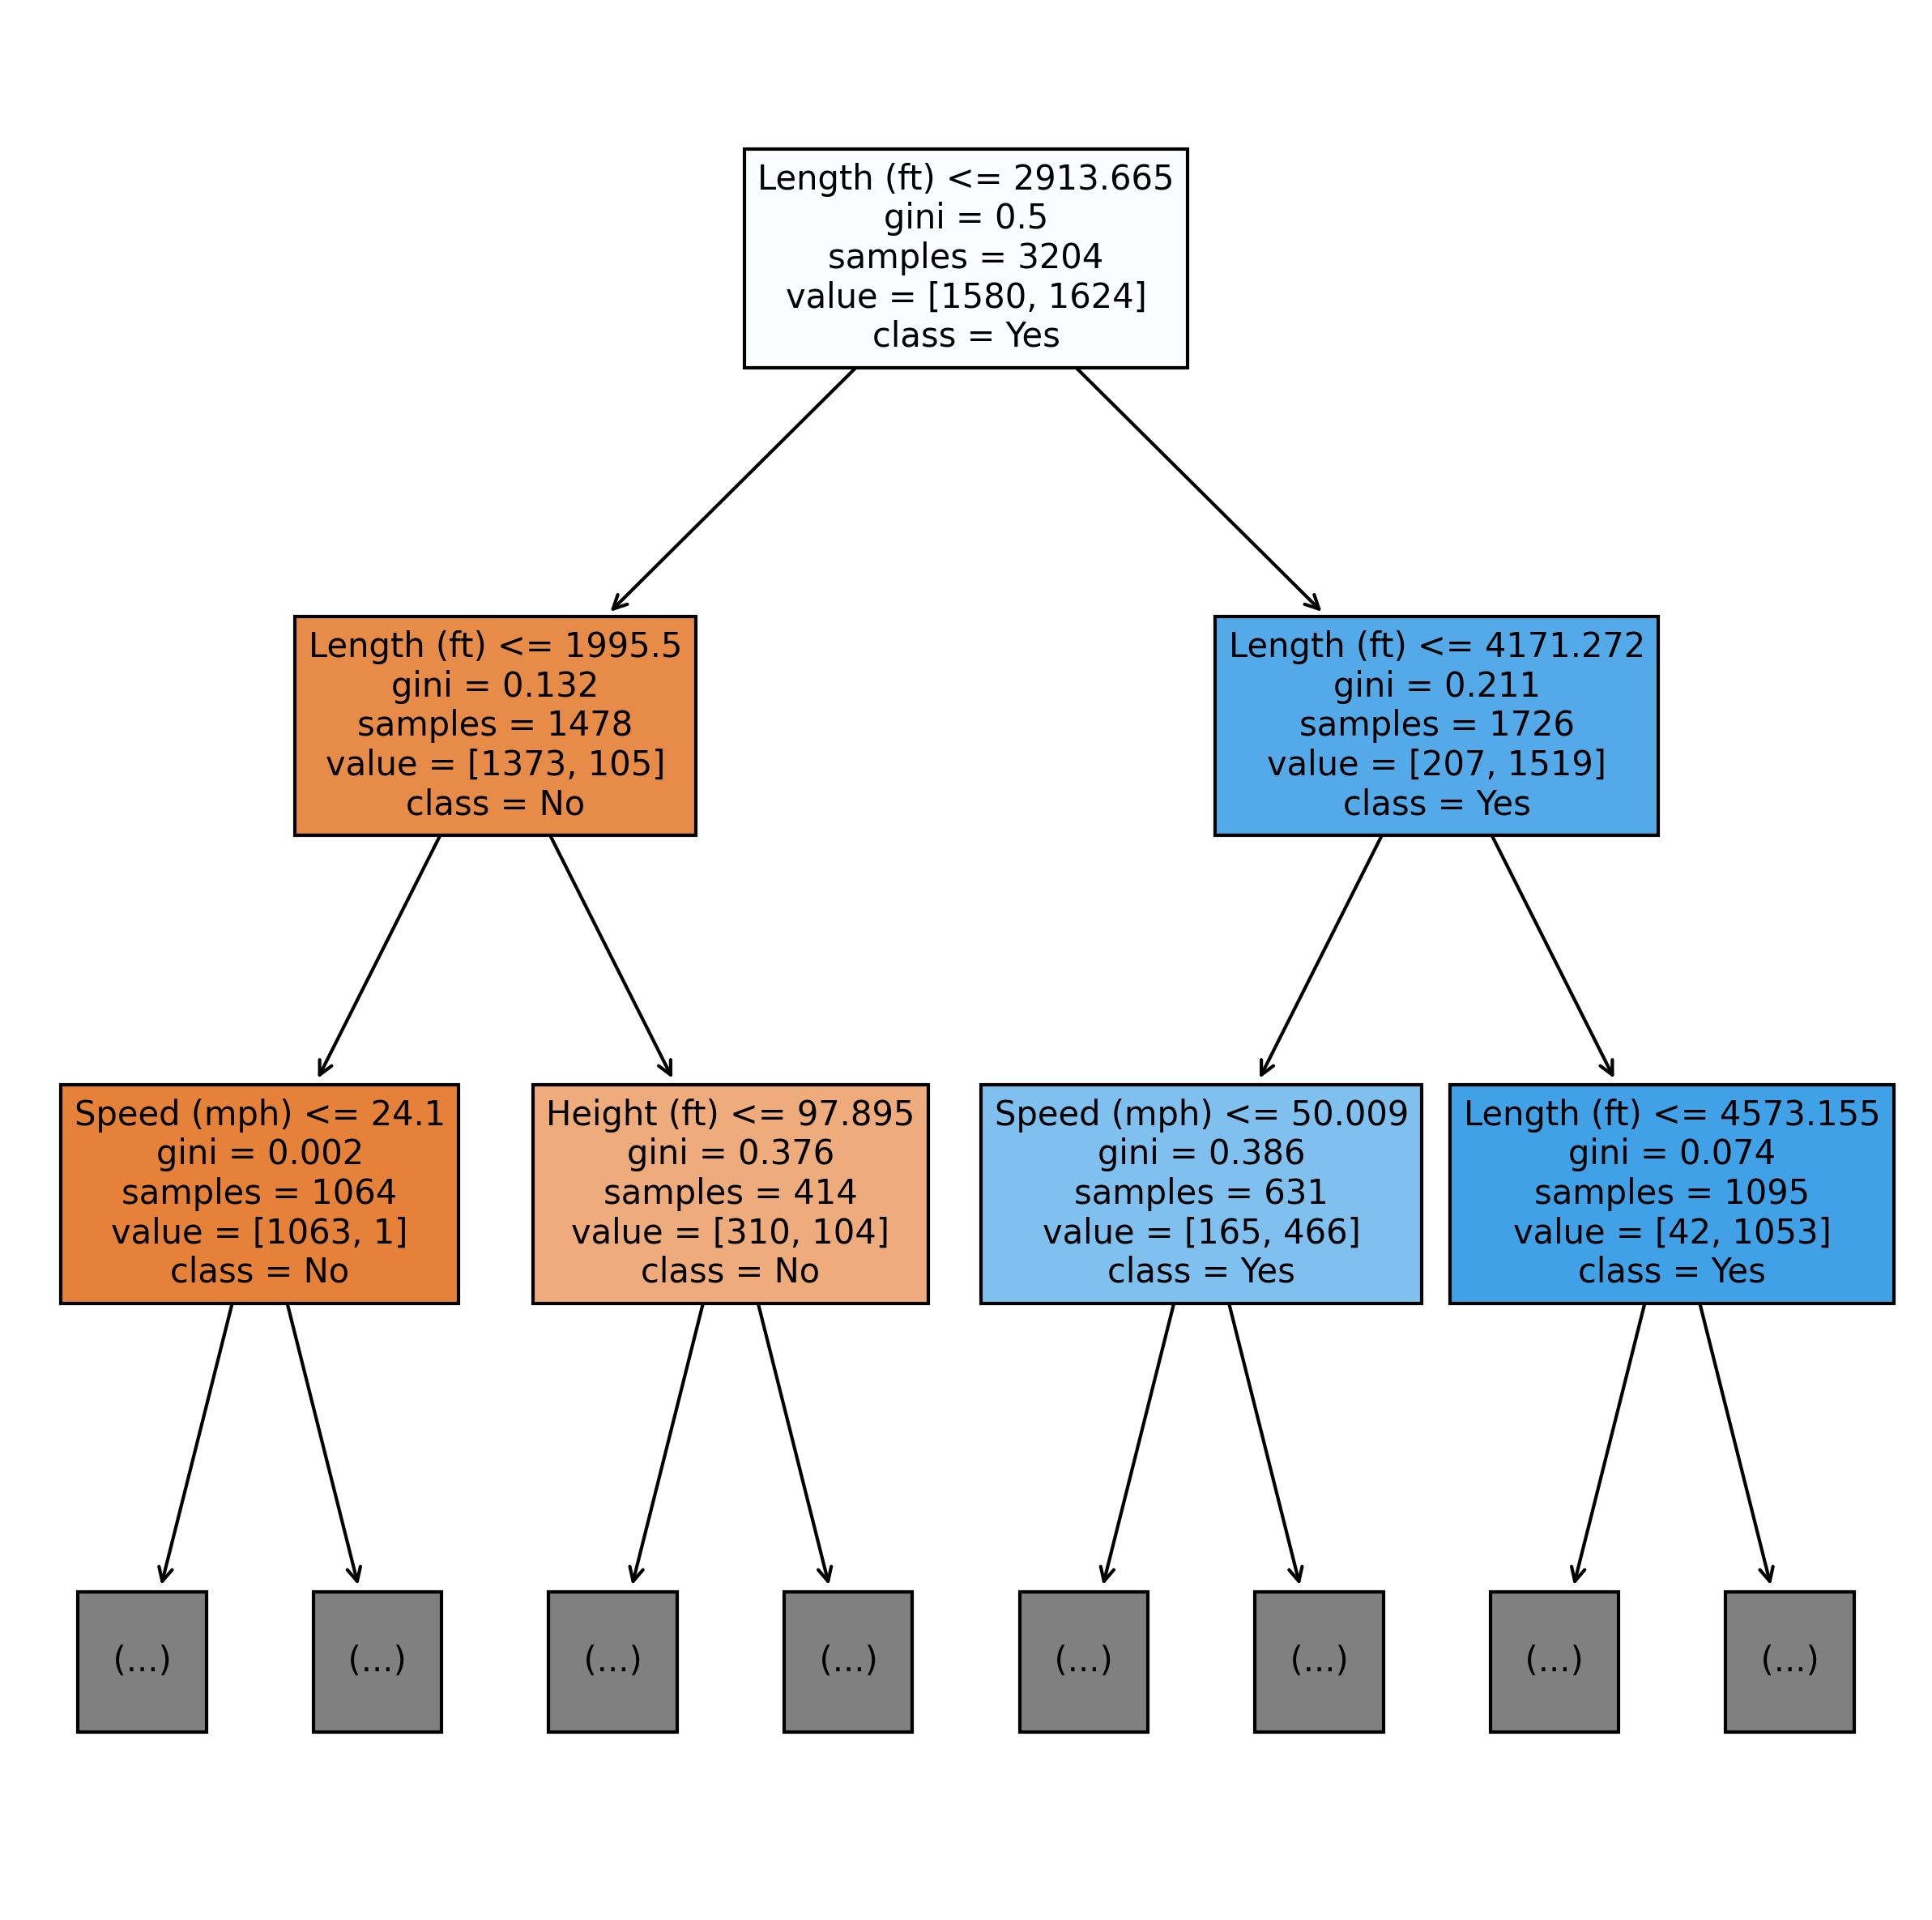 Length (ft) <= 2913.665
gini = 0.5
samples = 3204
value = [1580, 1624]
class = Yes
Length (ft) <= 1995.5
gini = 0.132
samples = 1478
value = [1373, 105]
class = No
Length (ft) <= 4171.272
gini = 0.211
samples = 1726
value = [207, 1519]
class = Yes
Speed (mph) <= 24.1
gini = 0.002
samples = 1064
value = [1063, 1]
class = No
Height (ft) <= 97.895
gini = 0.376
samples = 414
value = [310, 104]
class = No
Speed (mph) <= 50.009
gini = 0.386
samples = 631
value = [165, 466]
class = Yes
Length (ft) <= 4573.155
gini = 0.074
samples = 1095
value = [42, 1053]
class = Yes
(...)
(...)
(...)
(...)
(...)
(...)
(...)
(...)